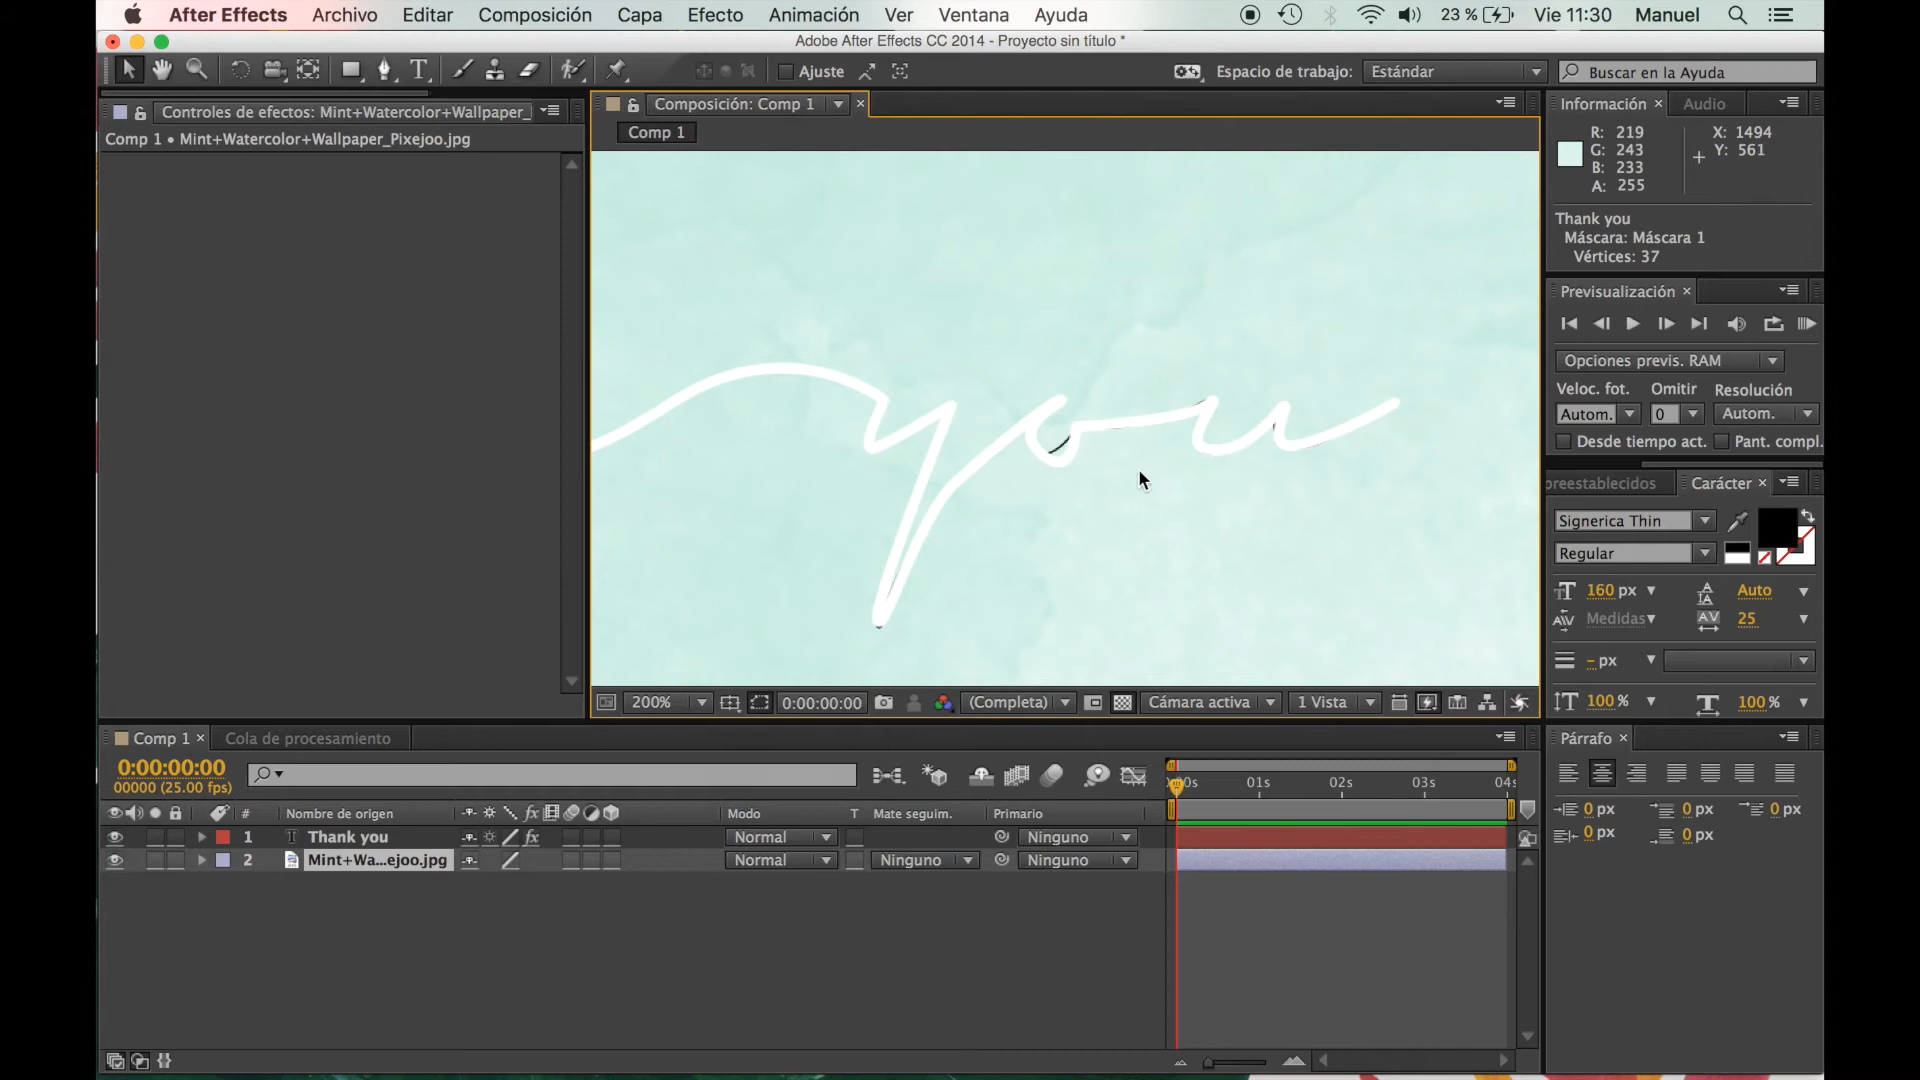 After Effects Archivo Editar Composición Capa Efecto Animación Ver Ventana Ayuda 23 % Vie 11:30 Manuel
Adobe After Effects CC 2014 - Proyecto sin título *
T Ajuste Espacio de trabajo: Estándar Buscar en la Ayuda
Controles de efectos: Mint+Watercolor+Wallpaper_
Comp 1 • Mint+Watercolor+Wallpaper_Pixejoo.jpg
Composición: Comp 1
Comp 1
you
200% 0:00:00:00 (Completa) Cámara activa 1 Vista
Información Audio
R: 219 X: 1494
G: 243 Y: 561
B: 233
A: 255
Thank you
Máscara: Máscara 1
Vértices: 37
Previsualización
Opciones previs. RAM
Veloc. fot. Omitir Resolución
Autom. 0 Autom.
Desde tiempo act. Pant. compl.
preestablecidos Carácter
Signerica Thin
Regular
160 px Auto
Medidas 25
– px
100 % 100 %
Comp 1 Cola de procesamiento
0:00:00:00
00000 (25.00 fps)
00s 01s 02s 03s 04s
# Nombre de origen fx Modo T Mate seguim. Primario
1 T Thank you fx Normal Ninguno
2 Mint+Wa...ejoo.jpg Normal Ninguno Ninguno
Párrafo
0 px 0 px 0 px
0 px 0 px